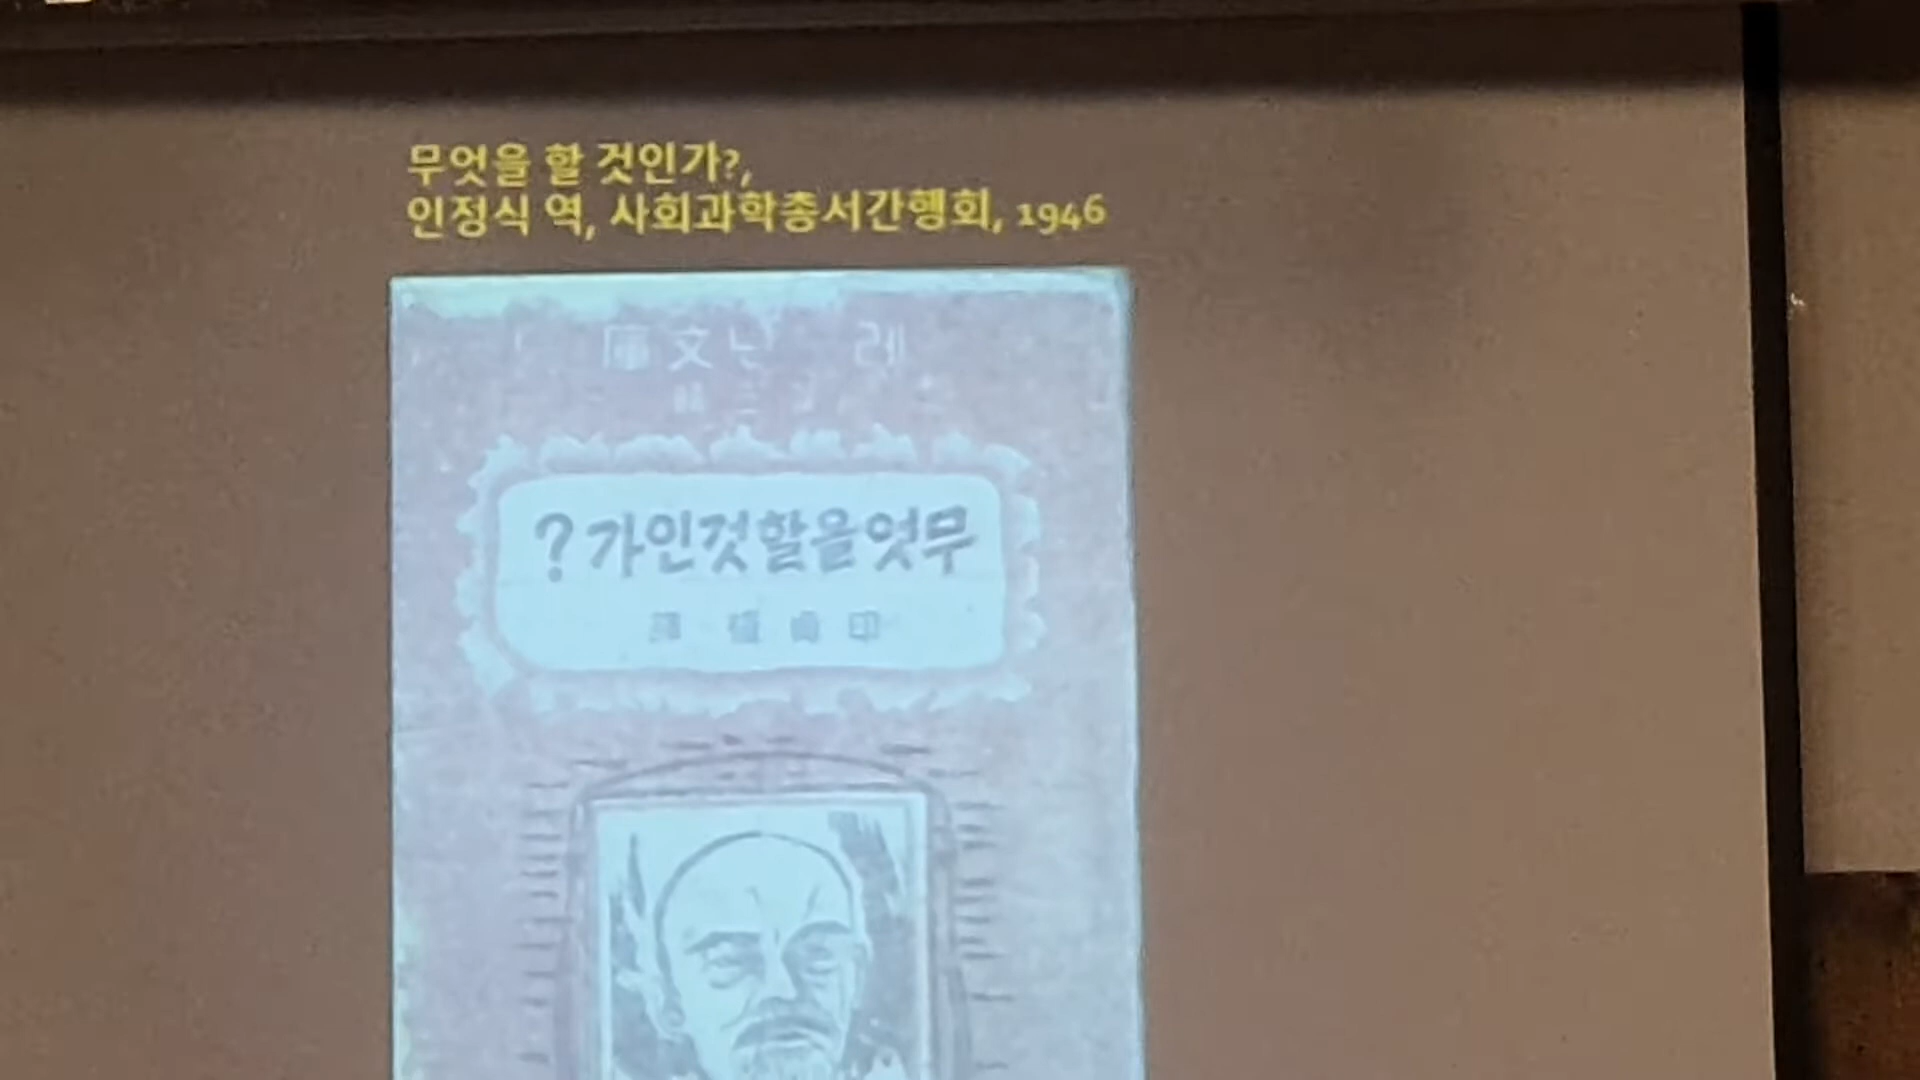 무엇을 할 것인가?,
인정식 역, 사회과학총서간행회, 1946
庫文닌 레
?가인것할을엇무
譯 植貞印